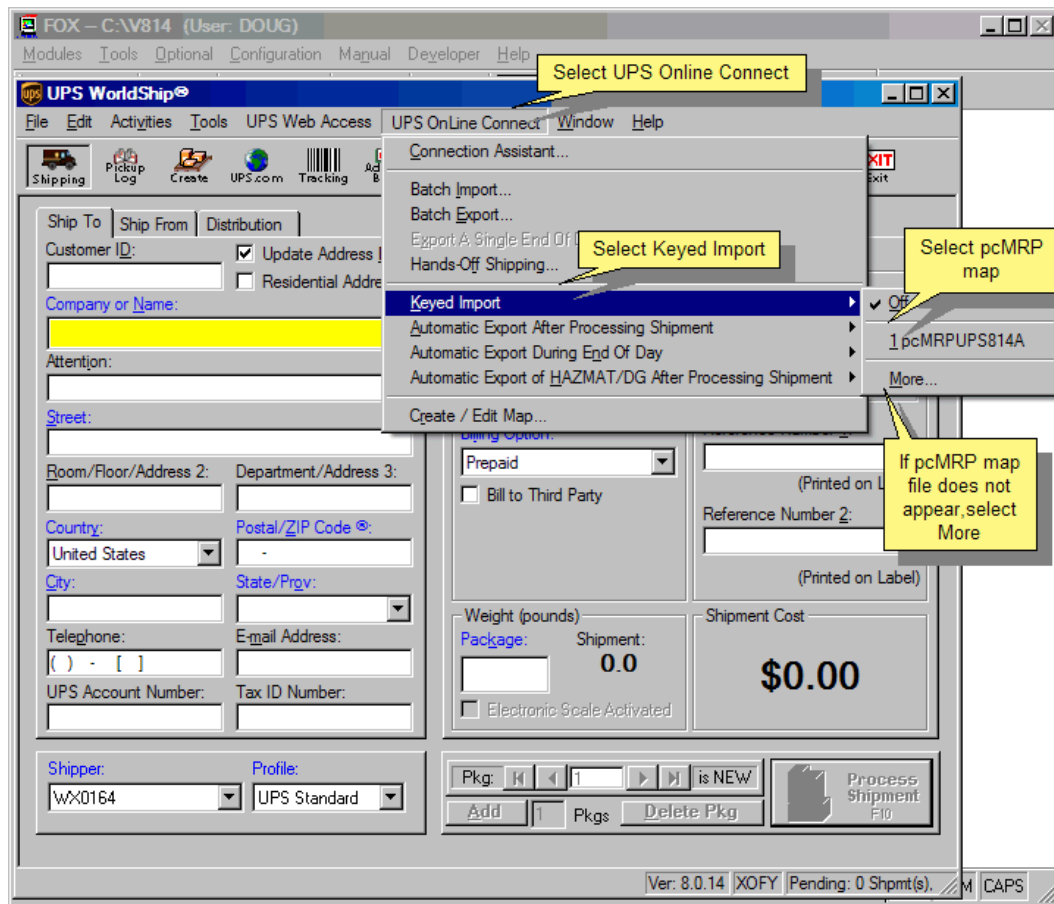 FOX – C:\V814 (User: DOUG)
Modules Tools Optional Configuration Manual Developer Help
Select UPS Online Connect
UPS WorldShip®
File Edit Activities Tools UPS Web Access UPS OnLine Connect Window Help
Shipping
Pickup Log
Create
UPS.com
Tracking
Exit
Connection Assistant...
Batch Import...
Batch Export...
Export A Single End Of
Hands-Off Shipping...
Select Keyed Import
Keyed Import
Automatic Export After Processing Shipment
Automatic Export During End Of Day
Automatic Export of HAZMAT/DG After Processing Shipment
Create / Edit Map...
Select pcMRP
map
Off
1 pcMRPUPS814A
More...
If pcMRP map
file does not
appear,select
More
Ship To Ship From Distribution
Customer ID:
Update Address
Residential Addre
Company or Name:
Attention:
Street:
Room/Floor/Address 2: Department/Address 3:
Country: Postal/ZIP Code ®:
United States -
City: State/Prov:
Telephone: E-mail Address:
( ) - [ ]
UPS Account Number: Tax ID Number:
Billing Option:
Prepaid
Bill to Third Party
(Printed on L
Reference Number 2:
(Printed on Label)
Weight (pounds)
Package: Shipment:
0.0
Electronic Scale Activated
Shipment Cost
$0.00
Shipper: Profile:
WX0164 UPS Standard
Pkg: 1 is NEW
Add 1 Pkgs Delete Pkg
Process
Shipment
F10
Ver: 8.0.14 XOFY Pending: 0 Shpmt(s),
M CAPS